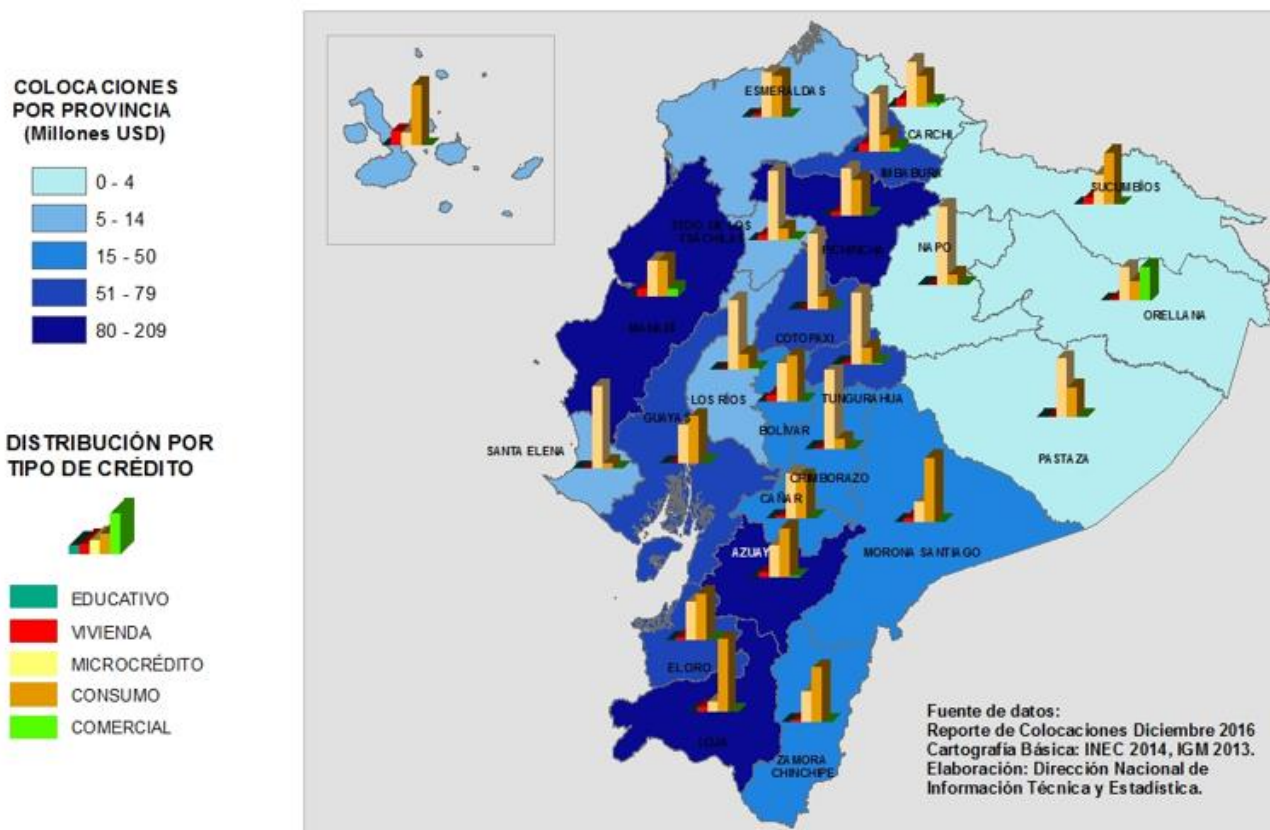 COLOCACIONES
POR PROVINCIA
(Millones USD)
0 - 4
5 - 14
15 - 50
51 - 79
80 - 209
DISTRIBUCIÓN POR
TIPO DE CRÉDITO
EDUCATIVO
VIVIENDA
MICROCRÉDITO
CONSUMO
COMERCIAL
ESMERALDAS
CARCHI
IMBABURA
SUCUMBÍOS
STDO DE LOS
TSÁCHILAS
PICHINCHA
NAPO
ORELLANA
MANABÍ
COTOPAXI
LOS RÍOS
TUNGURAHUA
GUAYAS
BOLÍVAR
SANTA ELENA
PASTAZA
CHIMBORAZO
CAÑAR
AZUAY
MORONA SANTIAGO
EL ORO
LOJA
ZAMORA
CHINCHIPE
Fuente de datos:
Reporte de Colocaciones Diciembre 2016
Cartografía Básica: INEC 2014, IGM 2013.
Elaboración: Dirección Nacional de
Información Técnica y Estadística.